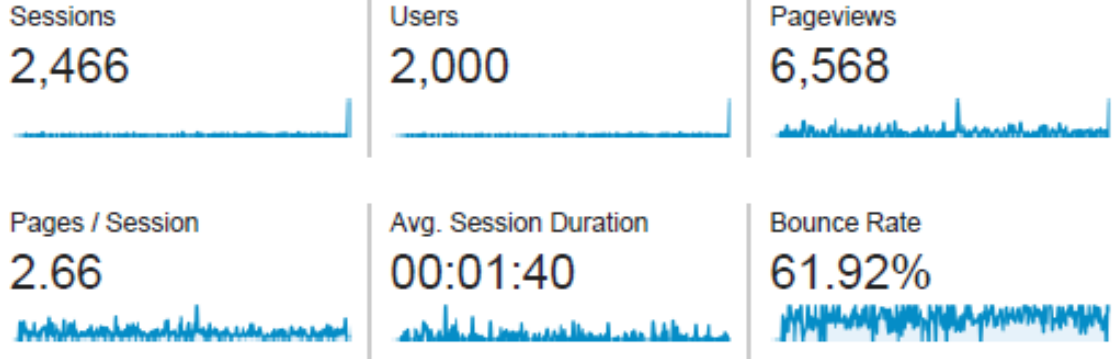 Sessions
2,466
Users
2,000
Pageviews
6,568
Pages / Session
2.66
Avg. Session Duration
00:01:40
Bounce Rate
61.92%